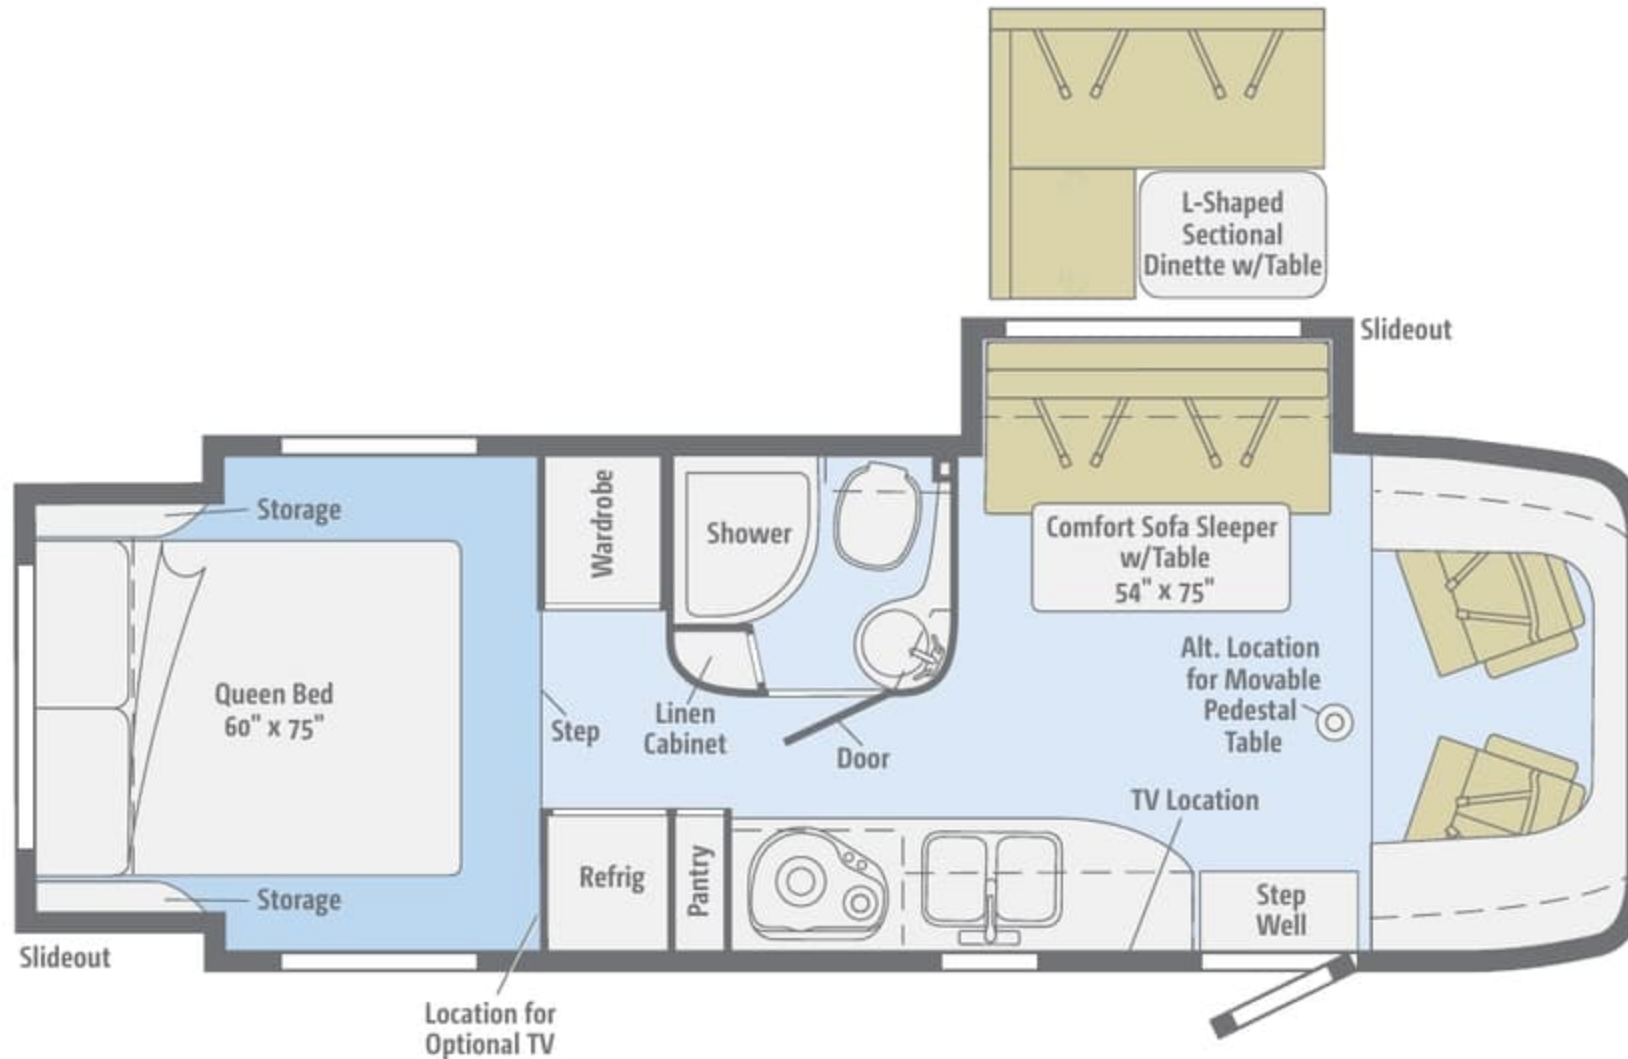 L-Shaped
Sectional
Dinette w/Table
Slideout
Storage
Wardrobe
Shower
Comfort Sofa Sleeper
w/Table
54" x 75"
Queen Bed
60" x 75"
Step
Linen
Cabinet
Door
Alt. Location
for Movable
Pedestal
Table
TV Location
Refrig
Pantry
Step
Well
Storage
Slideout
Location for
Optional TV